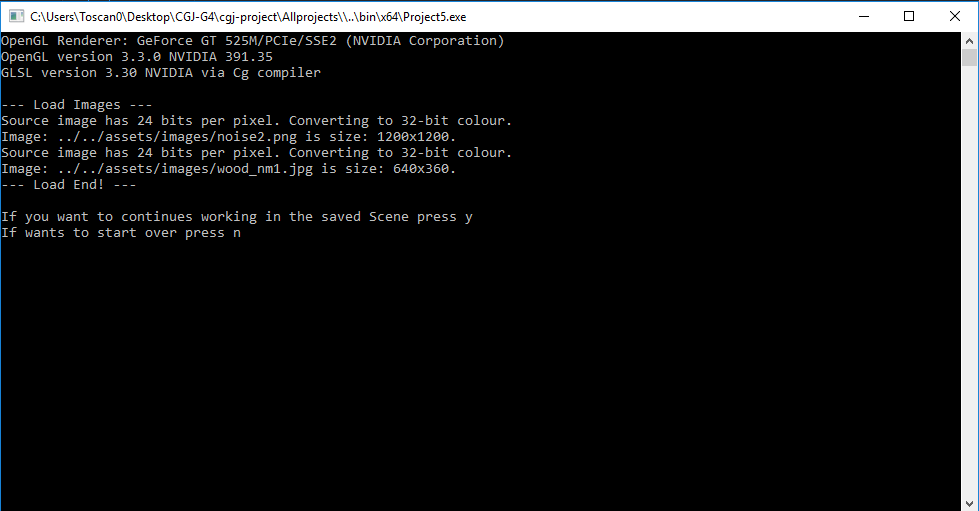 C:\Users\Toscan0\Desktop\CGJ-G4\cgj-project\Allprojects\\..\bin\x64\Project5.exe
OpenGL Renderer: GeForce GT 525M/PCIe/SSE2 (NVIDIA Corporation)
OpenGL version 3.3.0 NVIDIA 391.35
GLSL version 3.30 NVIDIA via Cg compiler
--- Load Images ---
Source image has 24 bits per pixel. Converting to 32-bit colour.
Image: ../../assets/images/noise2.png is size: 1200x1200.
Source image has 24 bits per pixel. Converting to 32-bit colour.
Image: ../../assets/images/wood_nm1.jpg is size: 640x360.
--- Load End! ---
If you want to continues working in the saved Scene press y
If wants to start over press n